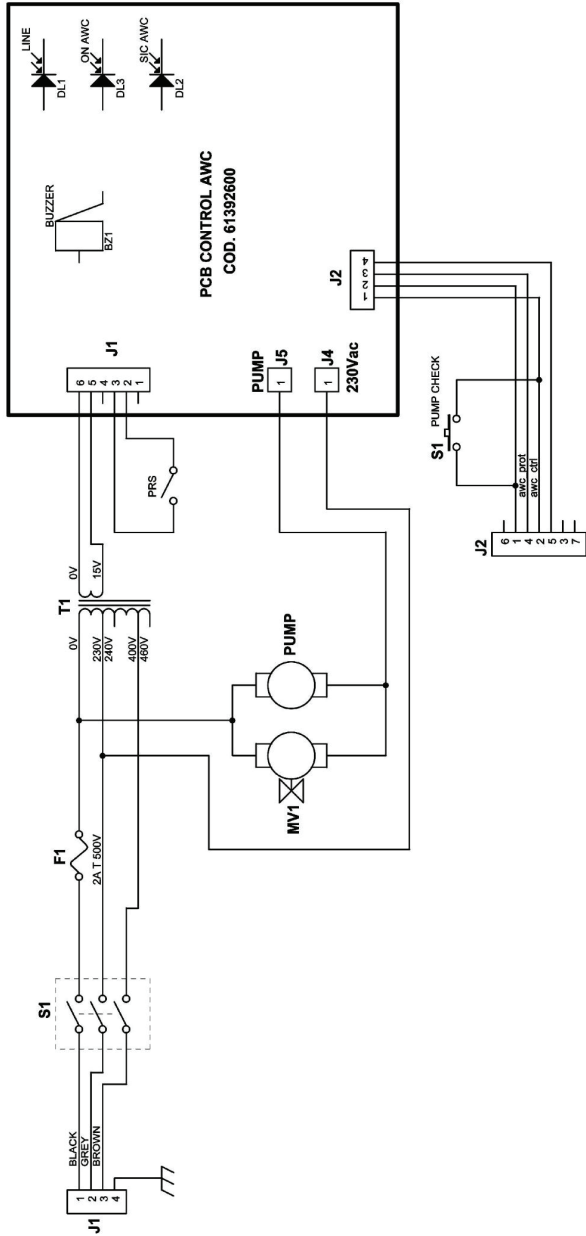 J1
1
2
3
4
BLACK
GREY
BROWN
S1
F1
2A T 500V
T1
0V
230V
240V
400V
460V
0V
15V
PRS
J1
6
5
4
3
2
1
BUZZER
BZ1
LINE
DL1
ON AWC
DL3
SIC AWC
DL2
PCB CONTROL AWC
COD. 61392600
PUMP
1
J5
1
J4
230Vac
MV1
PUMP
J2
1 2 3 4
S1
PUMP CHECK
awc_prot
awc_ctrl
J2
6
1
4
2
5
3
7